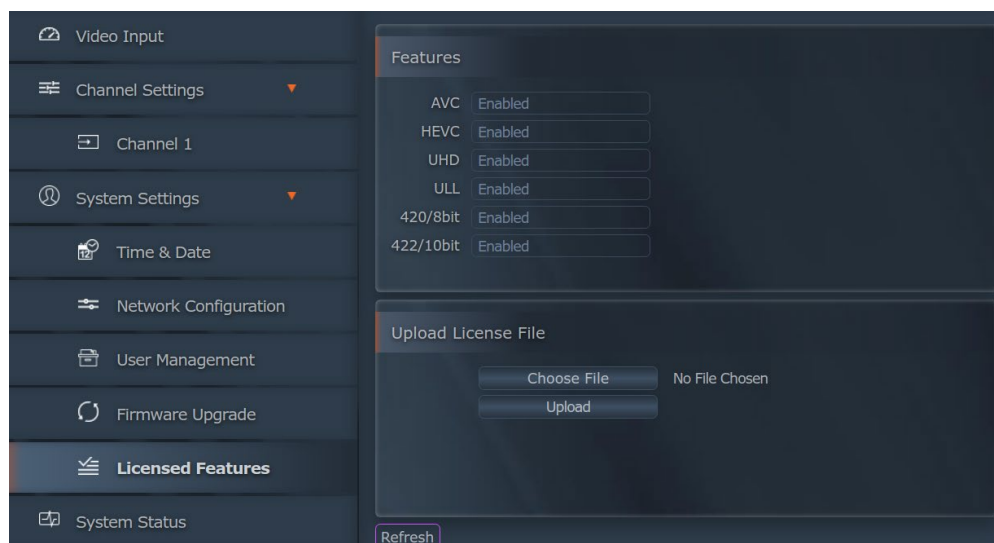 Video Input
Channel Settings
Channel 1
System Settings
12
Time & Date
Network Configuration
User Management
Firmware Upgrade
Licensed Features
System Status
Features
AVC Enabled
HEVC Enabled
UHD Enabled
ULL Enabled
420/8bit Enabled
422/10bit Enabled
Upload License File
Choose File No File Chosen
Upload
Refresh